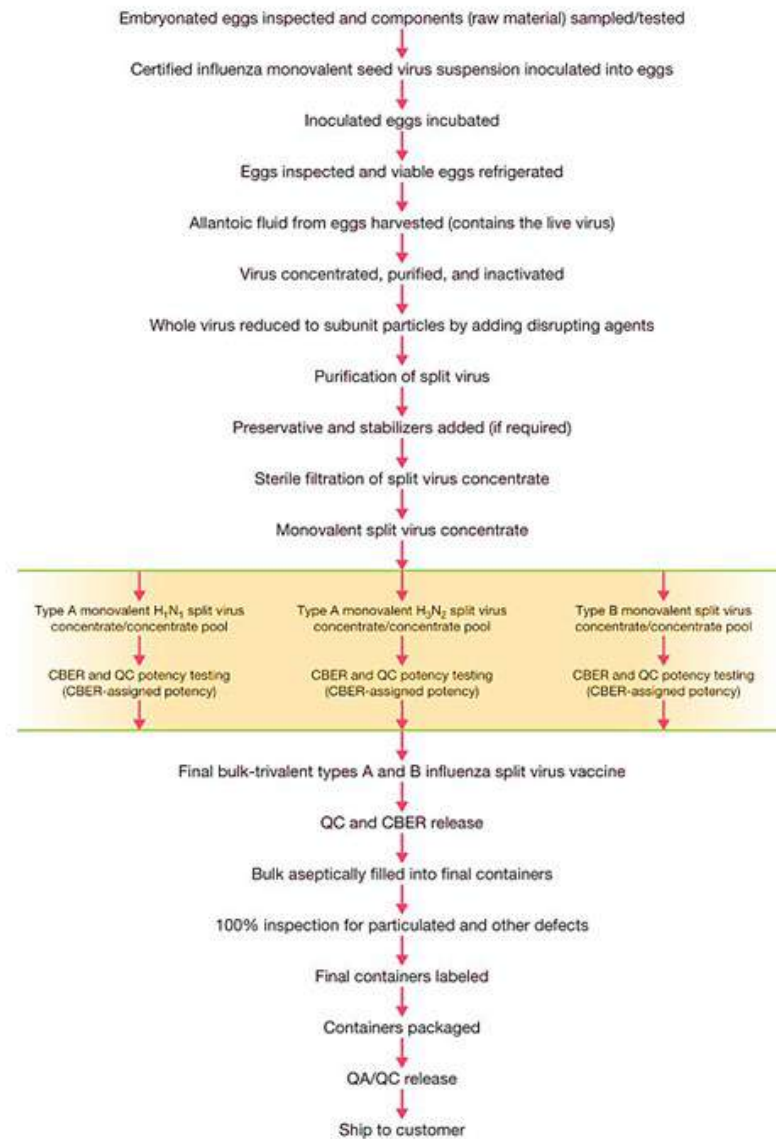 Embryonated eggs inspected and components (raw material) sampled/tested
Certified influenza monovalent seed virus suspension inoculated into eggs
Inoculated eggs incubated
Eggs inspected and viable eggs refrigerated
Allantoic fluid from eggs harvested (contains the live virus)
Virus concentrated, purified, and inactivated
Whole virus reduced to subunit particles by adding disrupting agents
Purification of split virus
Preservative and stabilizers added (if required)
Sterile filtration of split virus concentrate
Monovalent split virus concentrate
Type A monovalent H₁N₁ split virus
concentrate/concentrate pool
CBER and QC potency testing
(CBER-assigned potency)
Type A monovalent H₃N₂ split virus
concentrate/concentrate pool
CBER and QC potency testing
(CBER-assigned potency)
Type B monovalent split virus
concentrate/concentrate pool
CBER and QC potency testing
(CBER-assigned potency)
Final bulk-trivalent types A and B influenza split virus vaccine
QC and CBER release
Bulk aseptically filled into final containers
100% inspection for particulated and other defects
Final containers labeled
Containers packaged
QA/QC release
Ship to customer